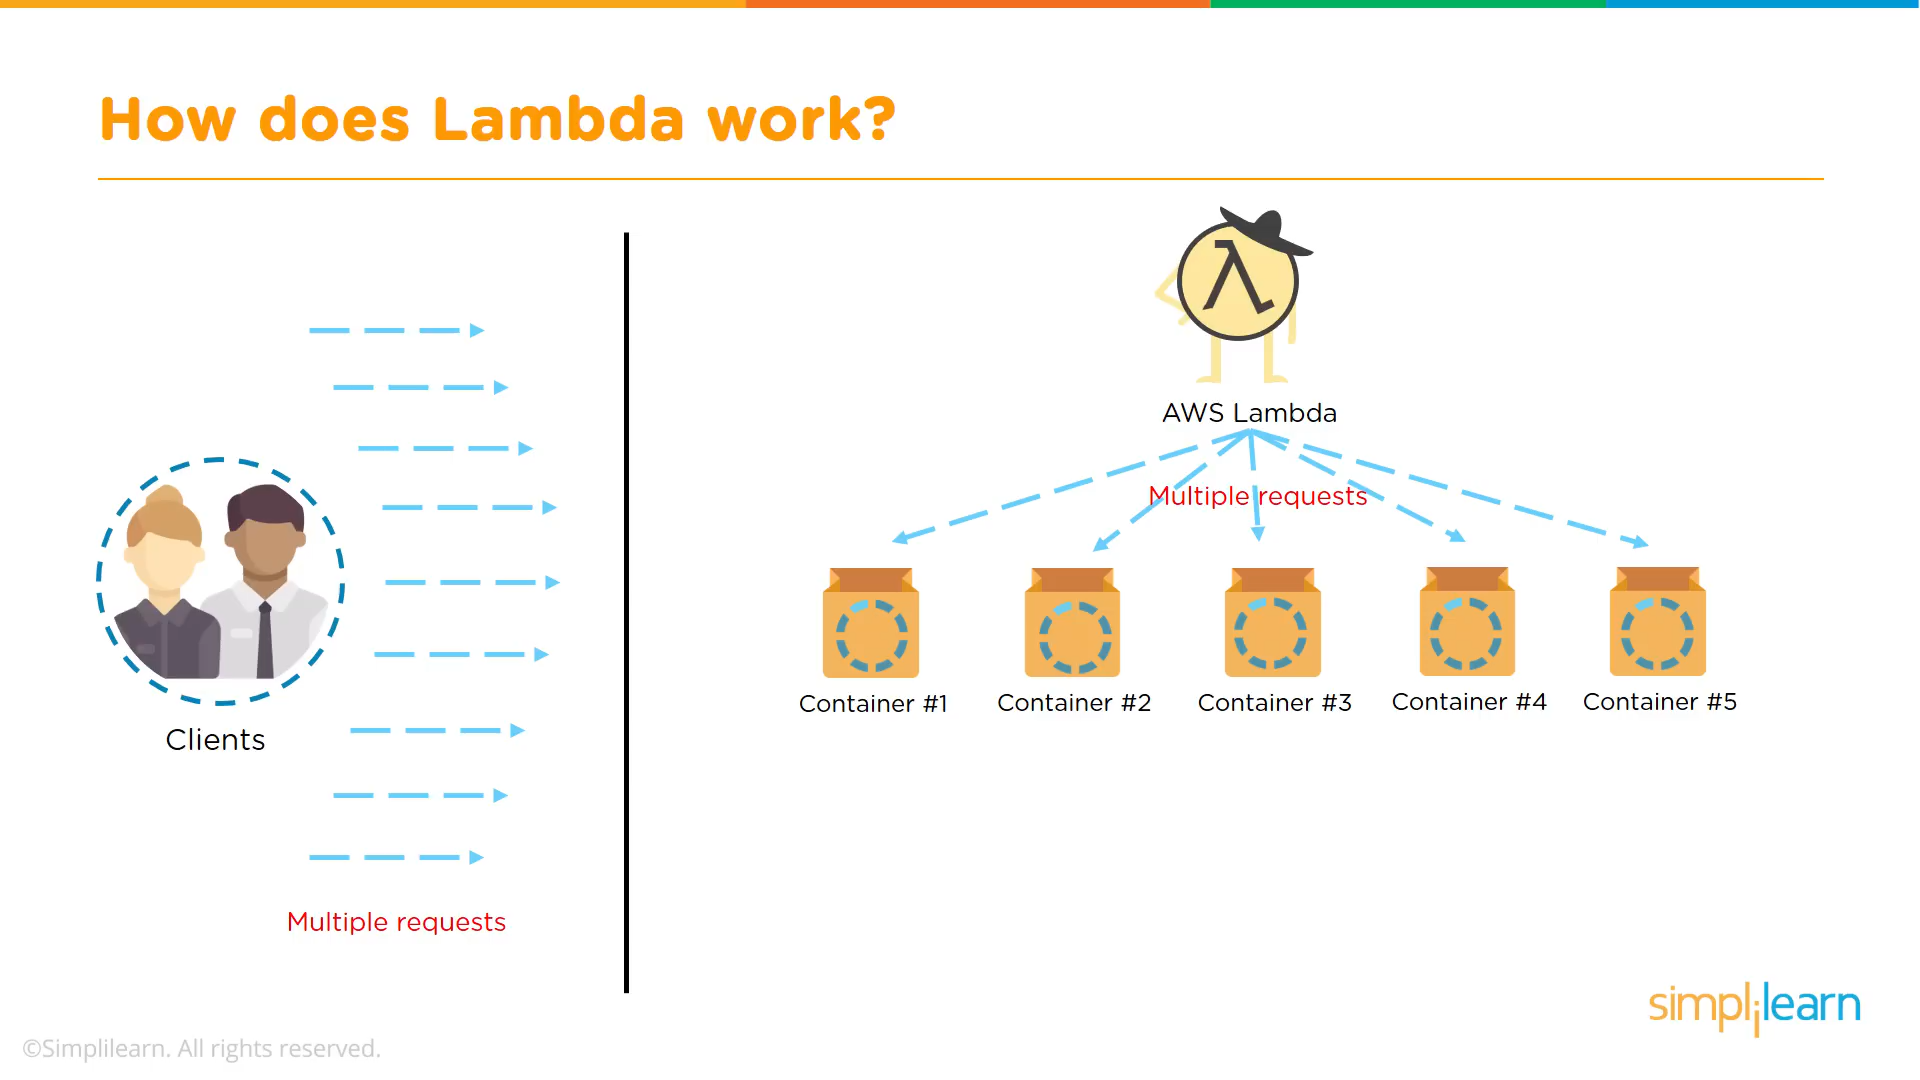 How does Lambda work?
AWS Lambda
Multiple requests
Container #1
Container #2
Container #3
Container #4
Container #5
Clients
Multiple requests
simplilearn
©Simplilearn. All rights reserved.